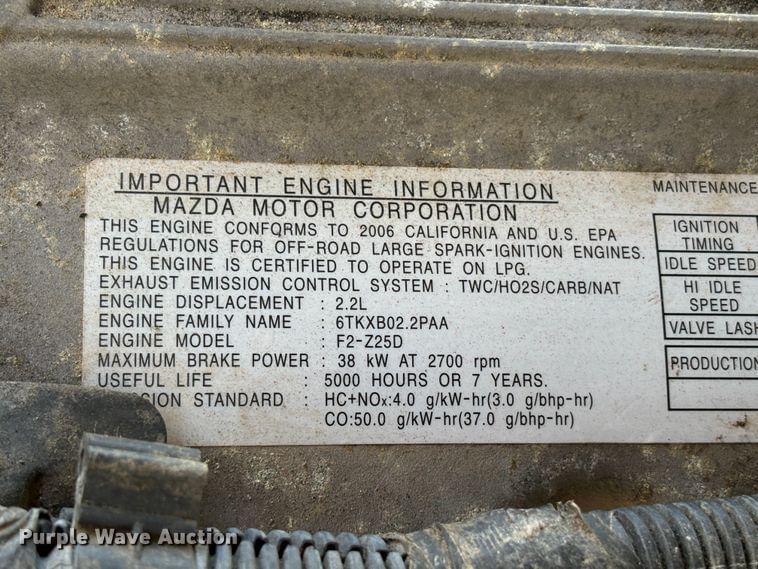 IMPORTANT ENGINE INFORMATION
MAZDA MOTOR CORPORATION
THIS ENGINE CONFORMS TO 2006 CALIFORNIA AND U.S. EPA
REGULATIONS FOR OFF-ROAD LARGE SPARK-IGNITION ENGINES.
THIS ENGINE IS CERTIFIED TO OPERATE ON LPG.
EXHAUST EMISSION CONTROL SYSTEM : TWC/HO2S/CARB/NAT
ENGINE DISPLACEMENT : 2.2L
ENGINE FAMILY NAME : 6TKXB02.2PAA
ENGINE MODEL : F2-Z25D
MAXIMUM BRAKE POWER : 38 kW AT 2700 rpm
USEFUL LIFE : 5000 HOURS OR 7 YEARS.
SION STANDARD : HC+NOx:4.0 g/kW-hr(3.0 g/bhp-hr)
CO:50.0 g/kW-hr(37.0 g/bhp-hr)
MAINTENANCE
IGNITION
TIMING
IDLE SPEED
HI IDLE
SPEED
VALVE LASH
PRODUCTION
Purple Wave Auction